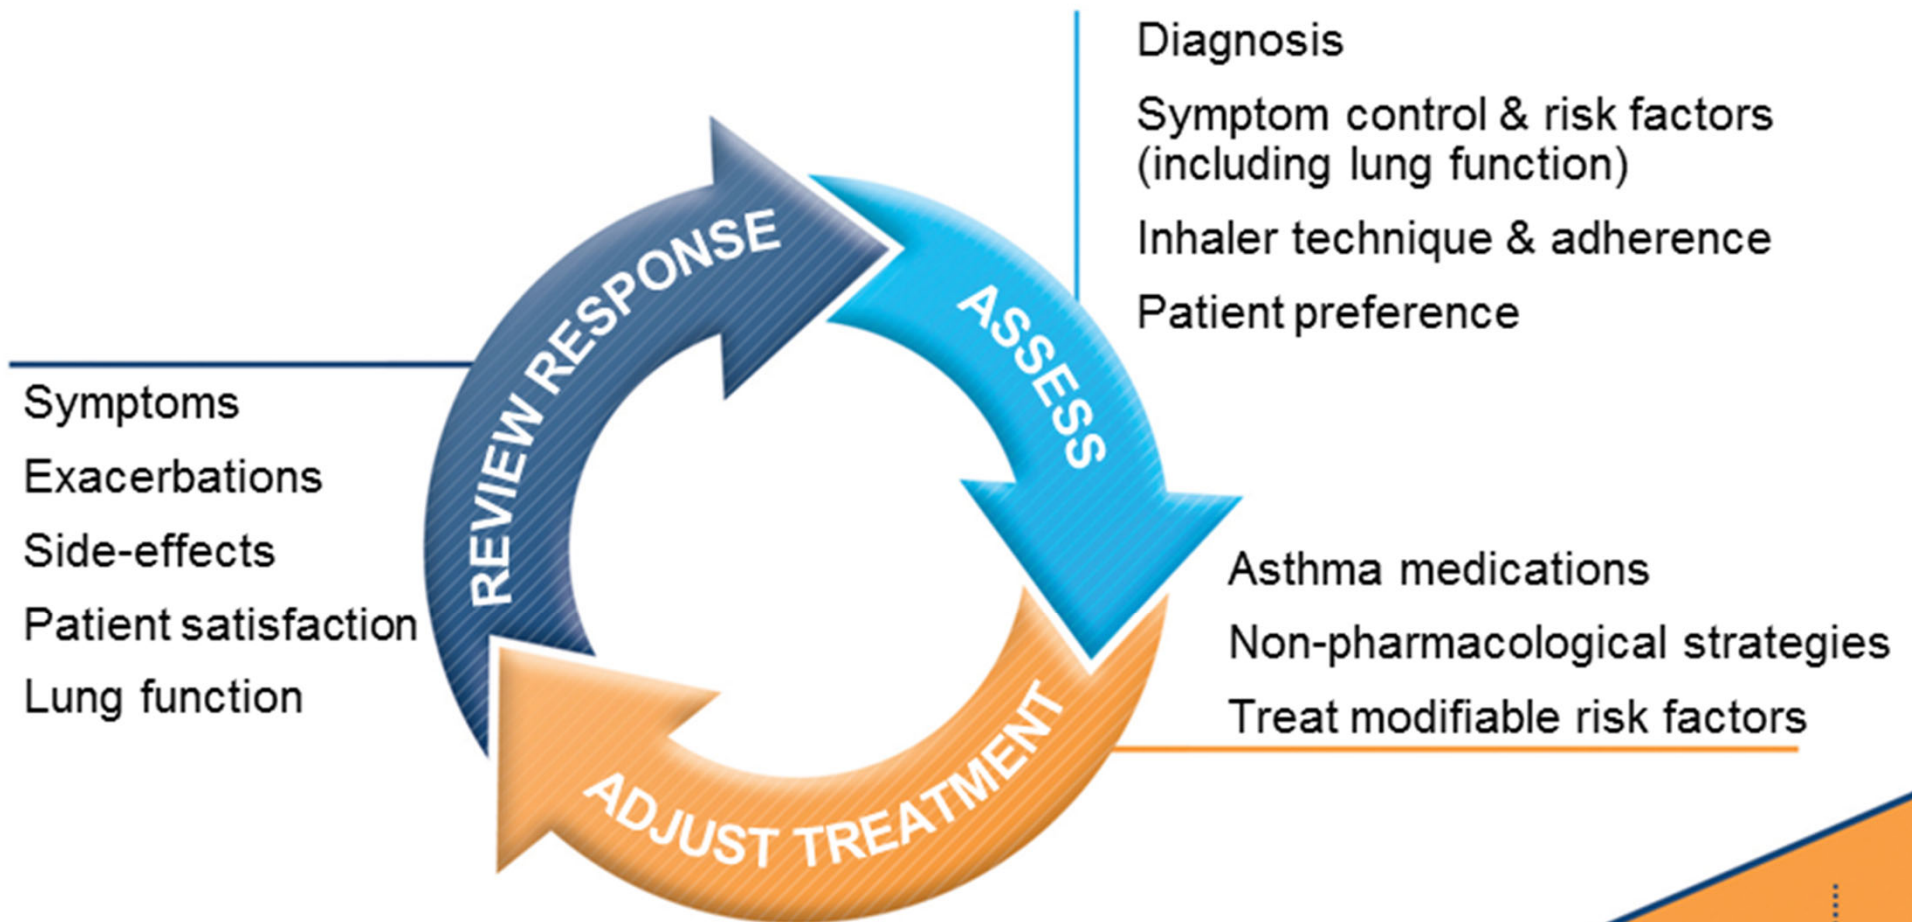 Diagnosis
Symptom control & risk factors
(including lung function)
Inhaler technique & adherence
Patient preference
REVIEW RESPONSE
ASSESS
Symptoms
Exacerbations
Side-effects
Patient satisfaction
Lung function
Asthma medications
Non-pharmacological strategies
Treat modifiable risk factors
ADJUST TREATMENT